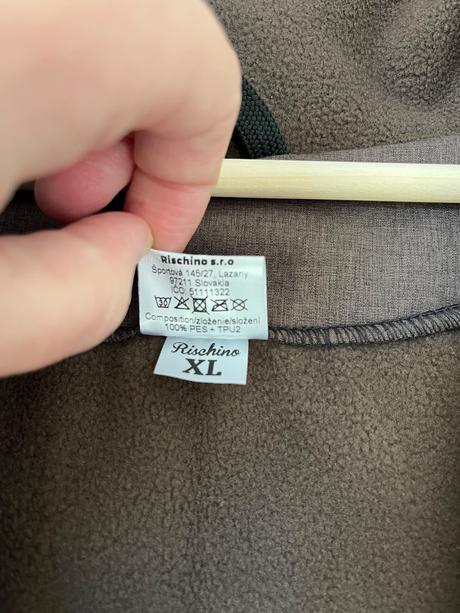 Rischino s.r.o
Športová 145/27, Lazany
97211 Slovakia
IČO: 51111322
Composition/zloženie/složení
100% PES + TPU2
Rischino
XL